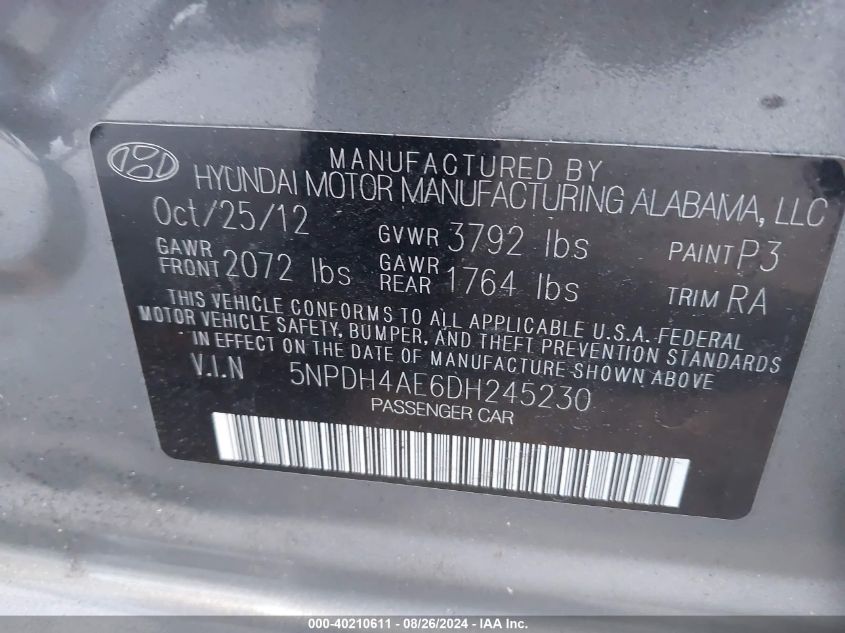 MANUFACTURED BY
HYUNDAI MOTOR MANUFACTURING ALABAMA, LLC
Oct/25/12 GVWR 3792 lbs PAINT P3
GAWR FRONT 2072 lbs GAWR REAR 1764 lbs TRIM RA
THIS VEHICLE CONFORMS TO ALL APPLICABLE U.S.A. FEDERAL
MOTOR VEHICLE SAFETY, BUMPER, AND THEFT PREVENTION STANDARDS
IN EFFECT ON THE DATE OF MANUFACTURE SHOWN ABOVE
V.I.N 5NPDH4AE6DH245230
PASSENGER CAR
000-40210611 - 08/26/2024 - IAA Inc.